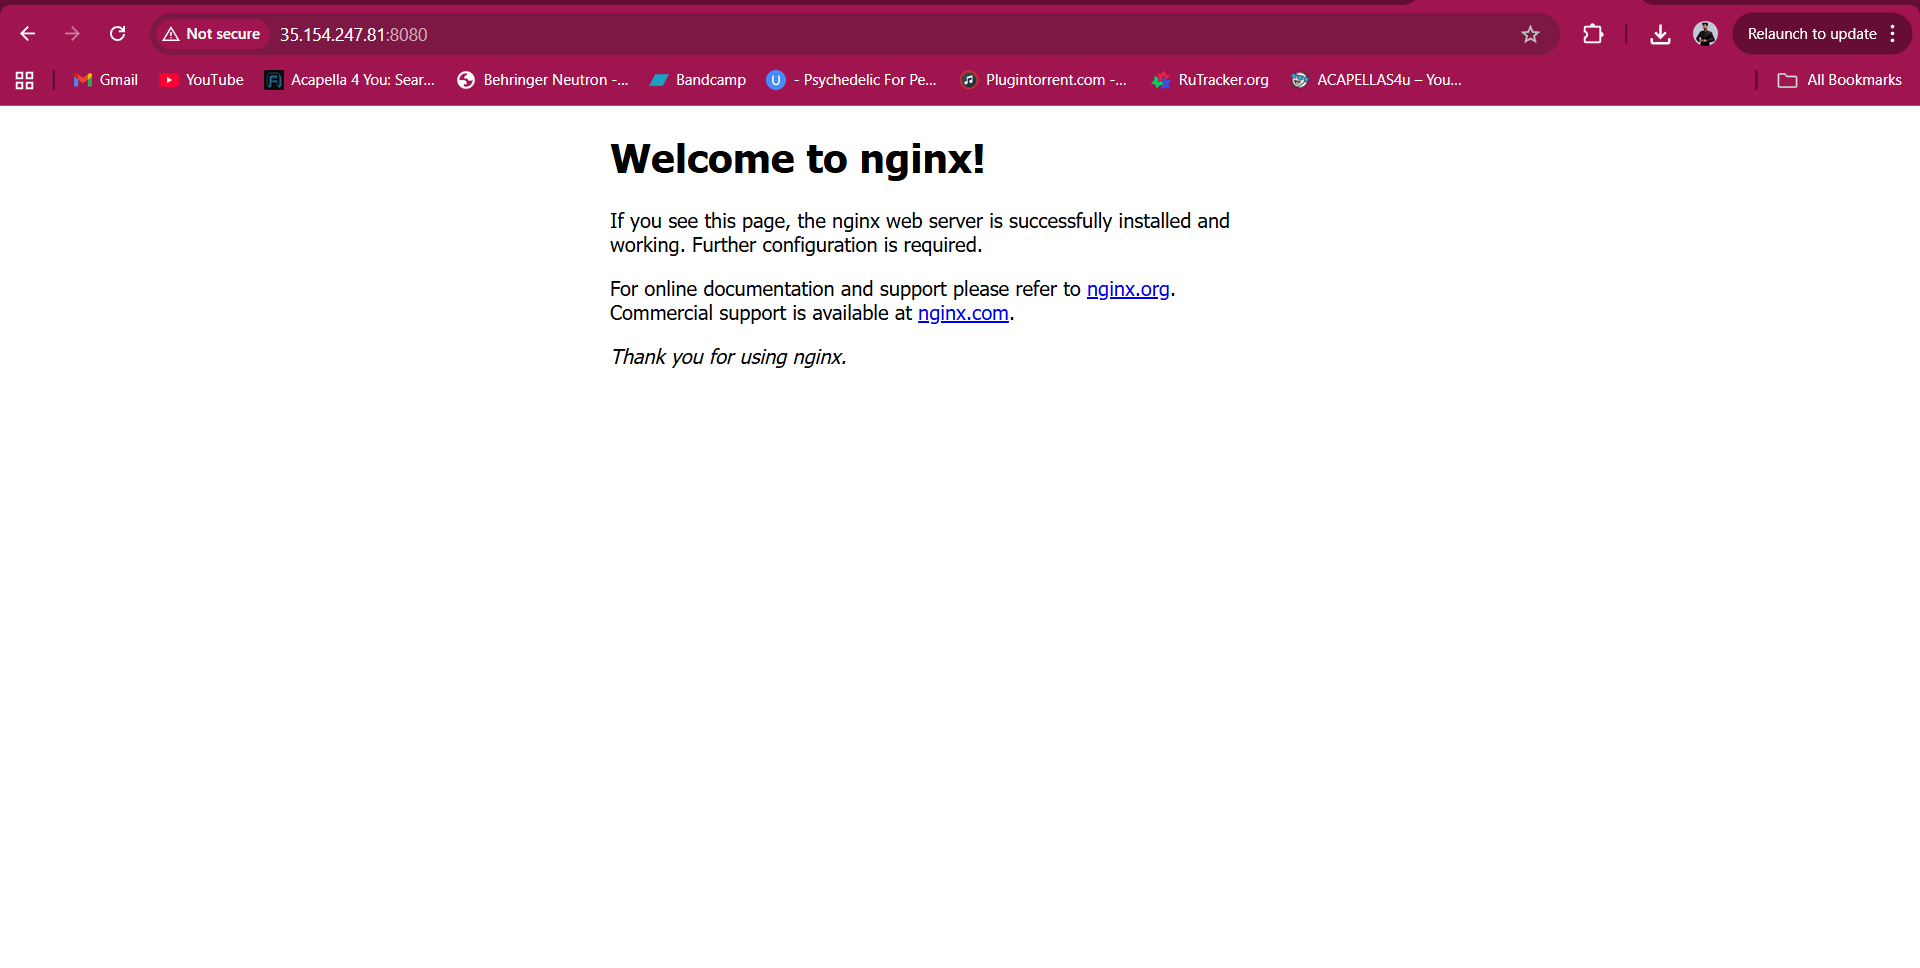 Not secure 35.154.247.81:8080 Relaunch to update
Gmail YouTube Acapella 4 You: Sear... Behringer Neutron -... Bandcamp U - Psychedelic For Pe... Plugintorrent.com -... RuTracker.org ACAPELLAS4u – You... All Bookmarks
Welcome to nginx!
If you see this page, the nginx web server is successfully installed and
working. Further configuration is required.
For online documentation and support please refer to nginx.org.
Commercial support is available at nginx.com.
Thank you for using nginx.